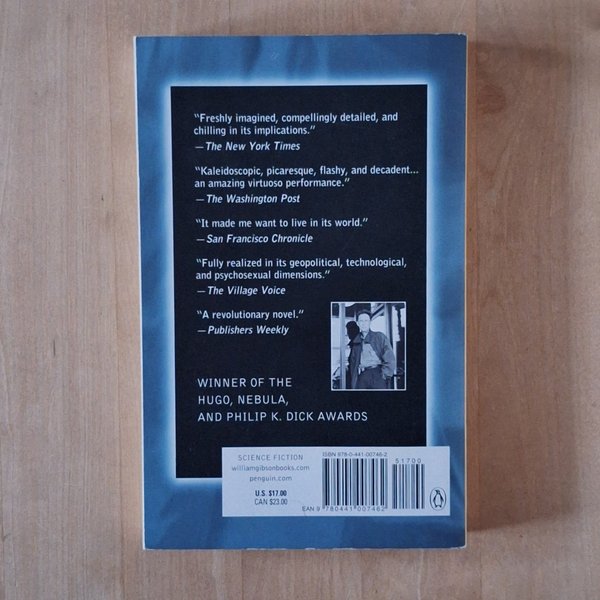 “Freshly imagined, compellingly detailed, and
chilling in its implications.”
—The New York Times
“Kaleidoscopic, picaresque, flashy, and decadent...
an amazing virtuoso performance.”
—The Washington Post
“It made me want to live in its world.”
—San Francisco Chronicle
“Fully realized in its geopolitical, technological,
and psychosexual dimensions.”
—The Village Voice
“A revolutionary novel.”
—Publishers Weekly
WINNER OF THE
HUGO, NEBULA,
AND PHILIP K. DICK AWARDS
SCIENCE FICTION
williamgibsonbooks.com
penguin.com
U.S. $17.00
CAN $23.00
ISBN 978-0-441-00746-2
51700
EAN 9 780441 007462